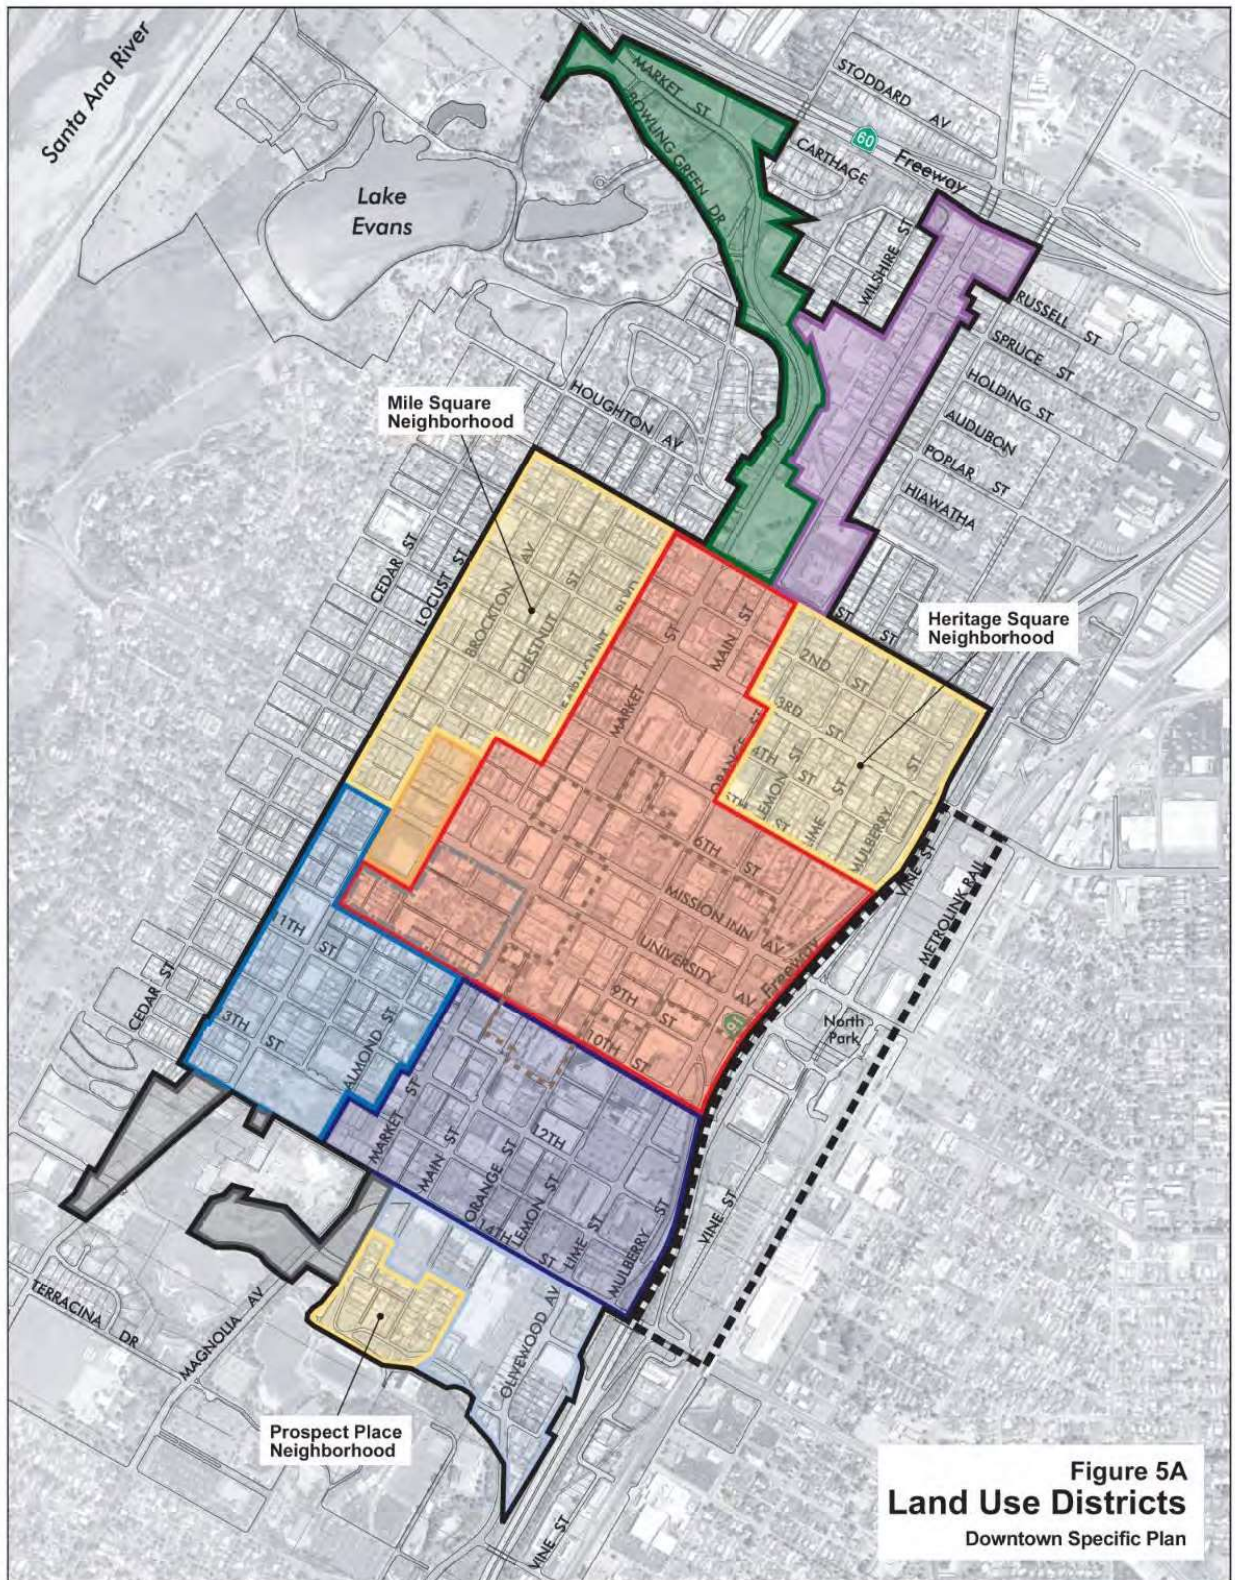 Santa Ana River
MARKET ST
STODDARD
AV
BOWLING GREEN DR
60
Freeway
CARTHAGE
Lake
Evans
WILSHIRE ST
RUSSELL ST
SPRUCE ST
HOLDING ST
AUDUBON
POPLAR ST
HIAWATHA
HOUGHTON AV
Mile Square
Neighborhood
CEDAR ST
LOCUST ST
BROCKTON AV
CHESTNUT ST
MARKET ST
MAIN ST
ST
ST
Heritage Square
Neighborhood
2ND ST
3RD ST
4TH ST
ORANGE ST
LEMON ST
LIME ST
MULBERRY ST
6TH ST
MISSION INN AV
UNIVERSITY AV
VINE ST
METROLINK RAIL
Freeway
91
9TH ST
10TH ST
North
Park
11TH ST
CEDAR ST
3TH ST
ALMOND ST
MARKET ST
MAIN ST
ORANGE ST
12TH
LEMON ST
14TH ST
LIME ST
MULBERRY ST
VINE ST
TERRACINA DR
MAGNOLIA AV
OLIVEWOOD AV
Prospect Place
Neighborhood
VINE ST
Figure 5A
Land Use Districts
Downtown Specific Plan